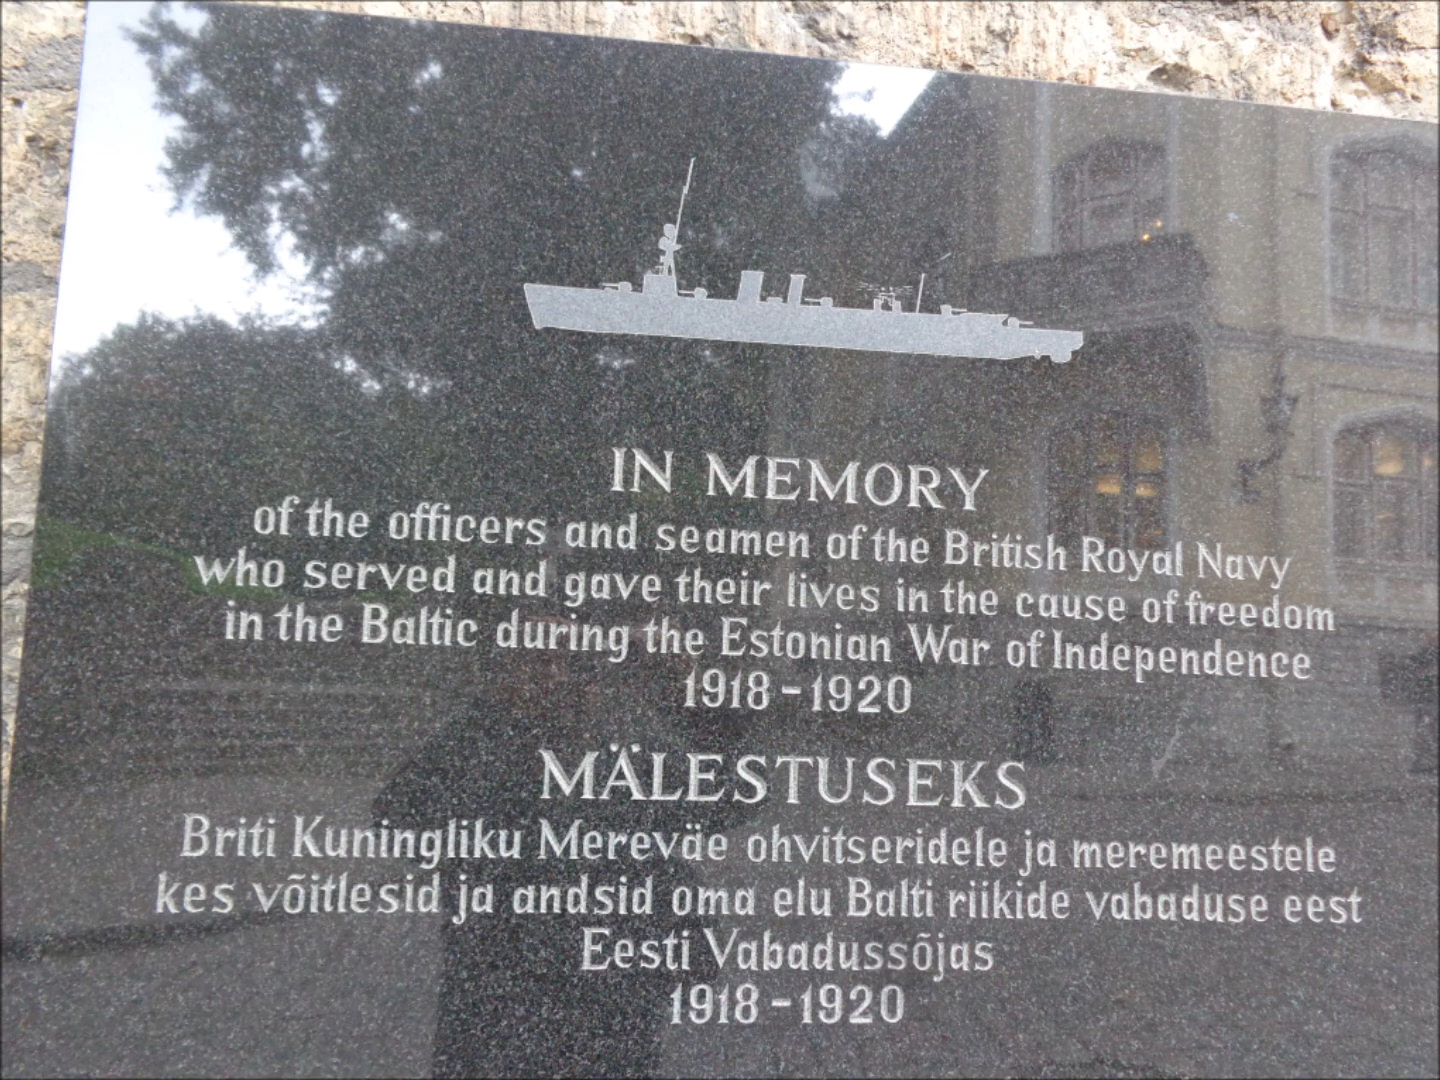 IN MEMORY
of the officers and seamen of the British Royal Navy
who served and gave their lives in the cause of freedom
in the Baltic during the Estonian War of Independence
1918-1920
MÄLESTUSEKS
Briti Kuningliku Mereväe ohvitseridele ja meremeestele
kes võitlesid ja andsid oma elu Balti riikide vabaduse eest
Eesti Vabadussõjas
1918-1920